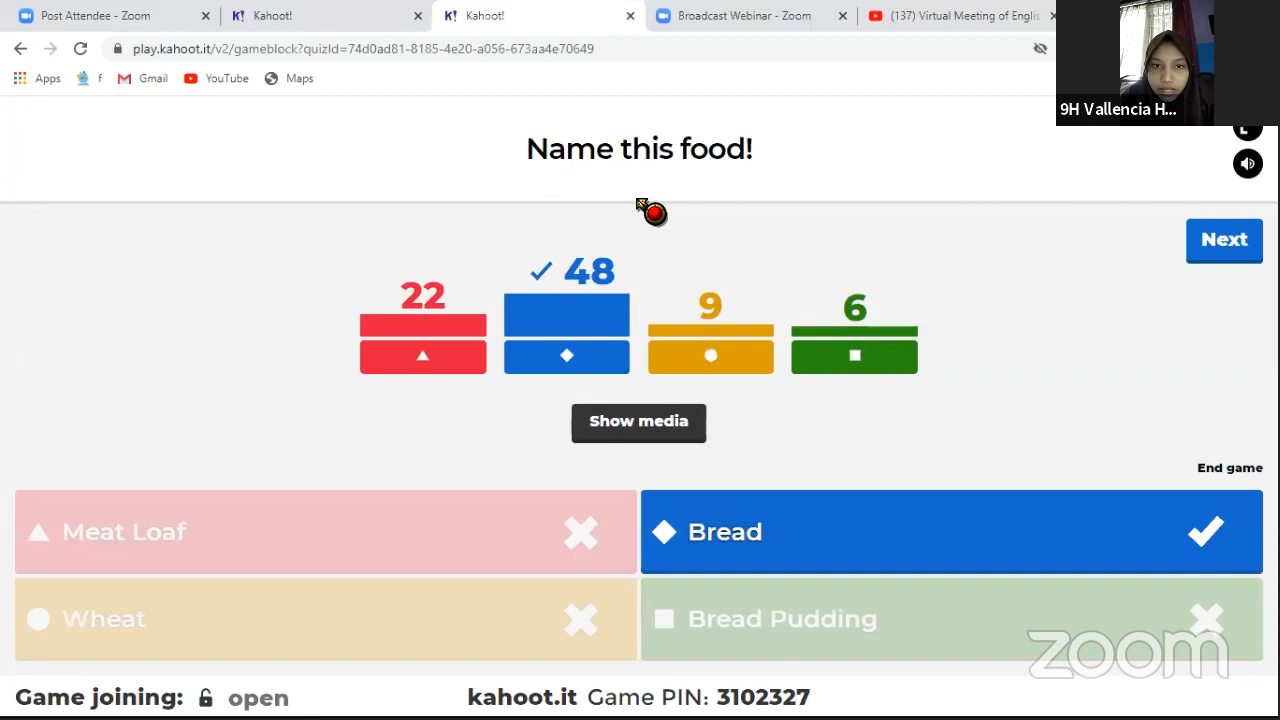 Post Attendee - Zoom
Kahoot!
Kahoot!
Broadcast Webinar - Zoom
(137) Virtual Meeting of Englis
play.kahoot.it/v2/gameblock?quizId=74d0ad81-8185-4e20-a056-673aa4e70649
Apps
f
Gmail
YouTube
Maps
9H Vallencia H...
Name this food!
Next
22
48
9
6
Show media
End game
Meat Loaf
Bread
Wheat
Bread Pudding
zoom
Game joining: open
kahoot.it Game PIN: 3102327